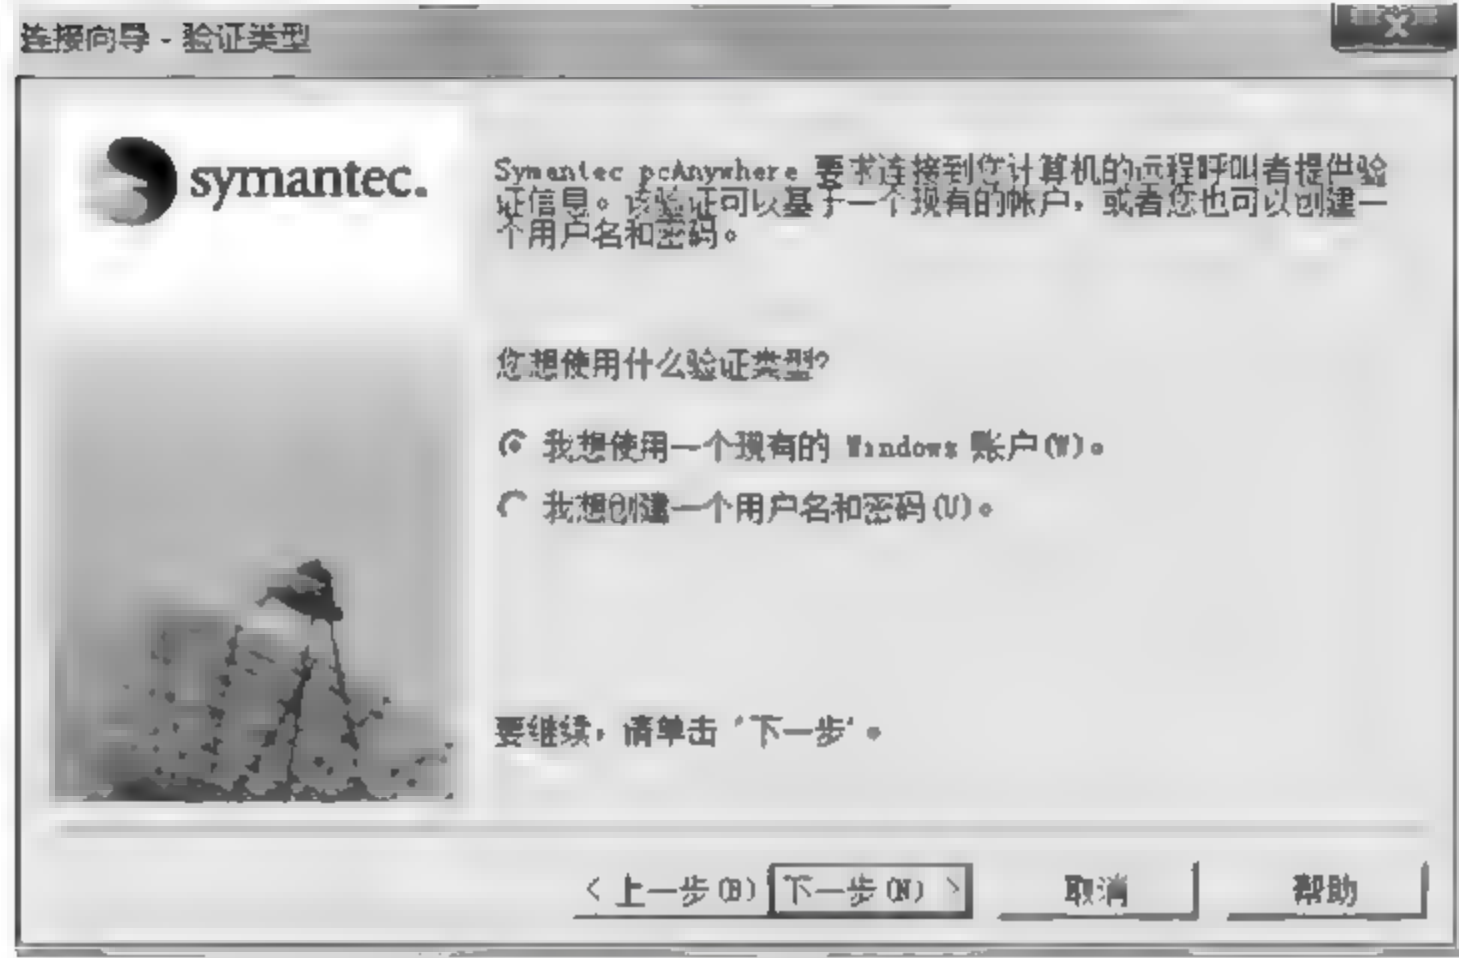 连接向导 - 验证类型
symantec.
Symantec pcAnywhere 要求连接到您计算机的远程呼叫者提供验
证信息。该验证可以基于一个现有的帐户，或者您也可以创建一
个用户名和密码。
您想使用什么验证类型?
我想使用一个现有的 Windows 账户(W)。
我想创建一个用户名和密码(U)。
要继续，请单击‘下一步’。
< 上一步(B) 下一步(N) > 取消 帮助